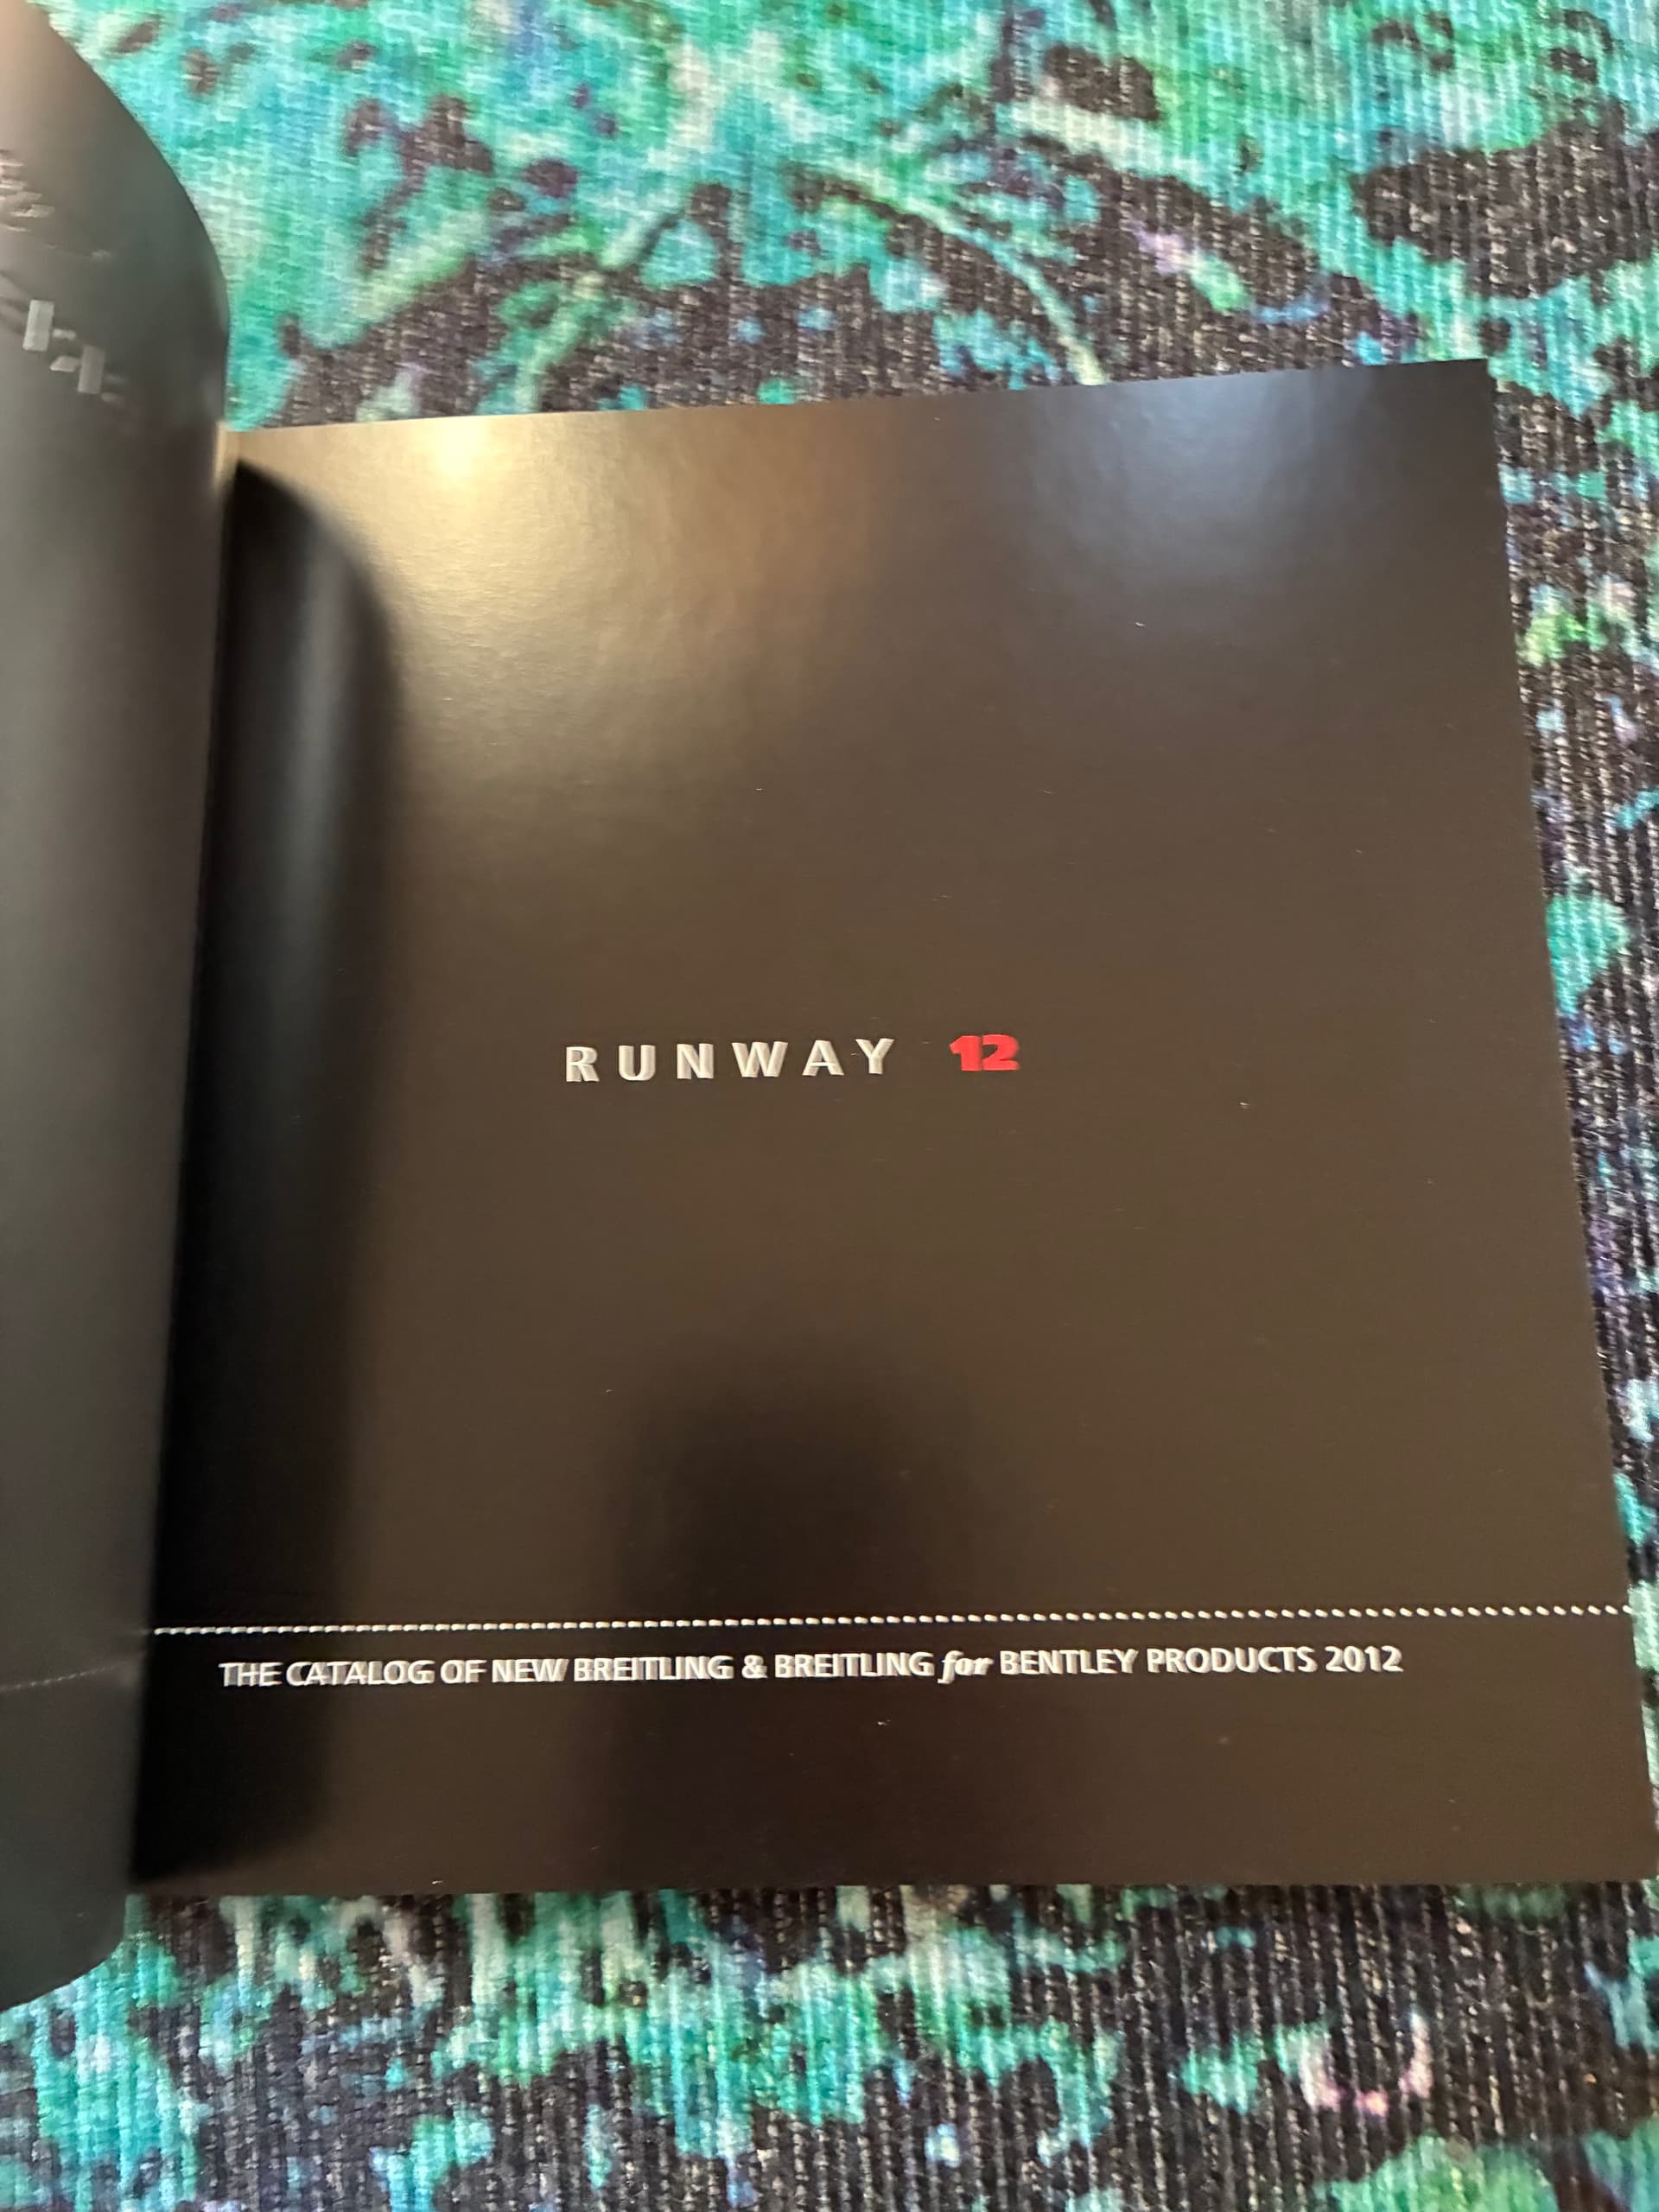 RUNWAY 12
THE CATALOG OF NEW BREITLING & BREITLING for BENTLEY PRODUCTS 2012